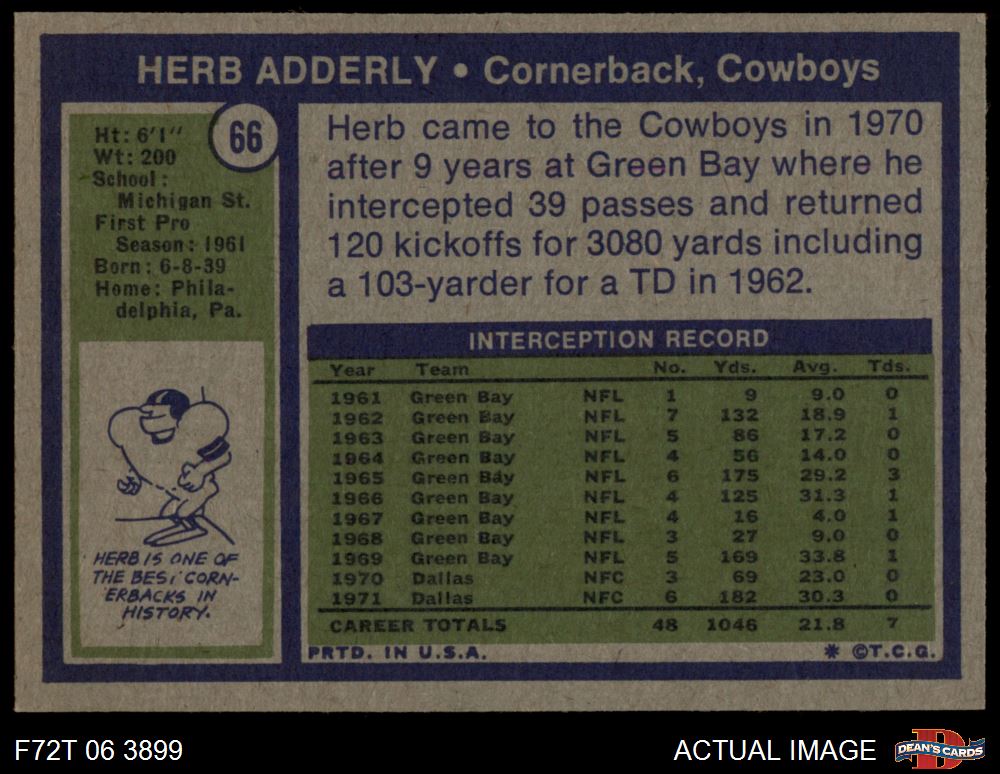 HERB ADDERLY • Cornerback, Cowboys
66
Ht: 6'1"
Wt: 200
School:
Michigan St.
First Pro
Season: 1961
Born: 6-8-39
Home: Phila-
delphia, Pa.
HERB IS ONE OF
THE BEST CORN-
ERBACKS IN
HISTORY.
Herb came to the Cowboys in 1970
after 9 years at Green Bay where he
intercepted 39 passes and returned
120 kickoffs for 3080 yards including
a 103-yarder for a TD in 1962.
INTERCEPTION RECORD
Year Team No. Yds. Avg. Tds.
1961 Green Bay NFL 1 9 9.0 0
1962 Green Bay NFL 7 132 18.9 1
1963 Green Bay NFL 5 86 17.2 0
1964 Green Bay NFL 4 56 14.0 0
1965 Green Bay NFL 6 175 29.2 3
1966 Green Bay NFL 4 125 31.3 1
1967 Green Bay NFL 4 16 4.0 1
1968 Green Bay NFL 3 27 9.0 0
1969 Green Bay NFL 5 169 33.8 1
1970 Dallas NFC 3 69 23.0 0
1971 Dallas NFC 6 182 30.3 0
CAREER TOTALS 48 1046 21.8 7
PRTD. IN U.S.A. * ©T.C.G.
F72T 06 3899
ACTUAL IMAGE
D
DEAN'S CARDS